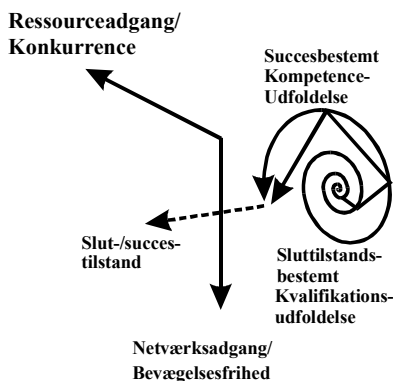 Ressourceadgang/
Konkurrence
Succesbestemt
Kompetence-
Udfoldelse
Slut-/succes-
tilstand
Sluttilstands-
bestemt
Kvalifikations-
udfoldelse
Netværksadgang/
Bevægelsesfrihed